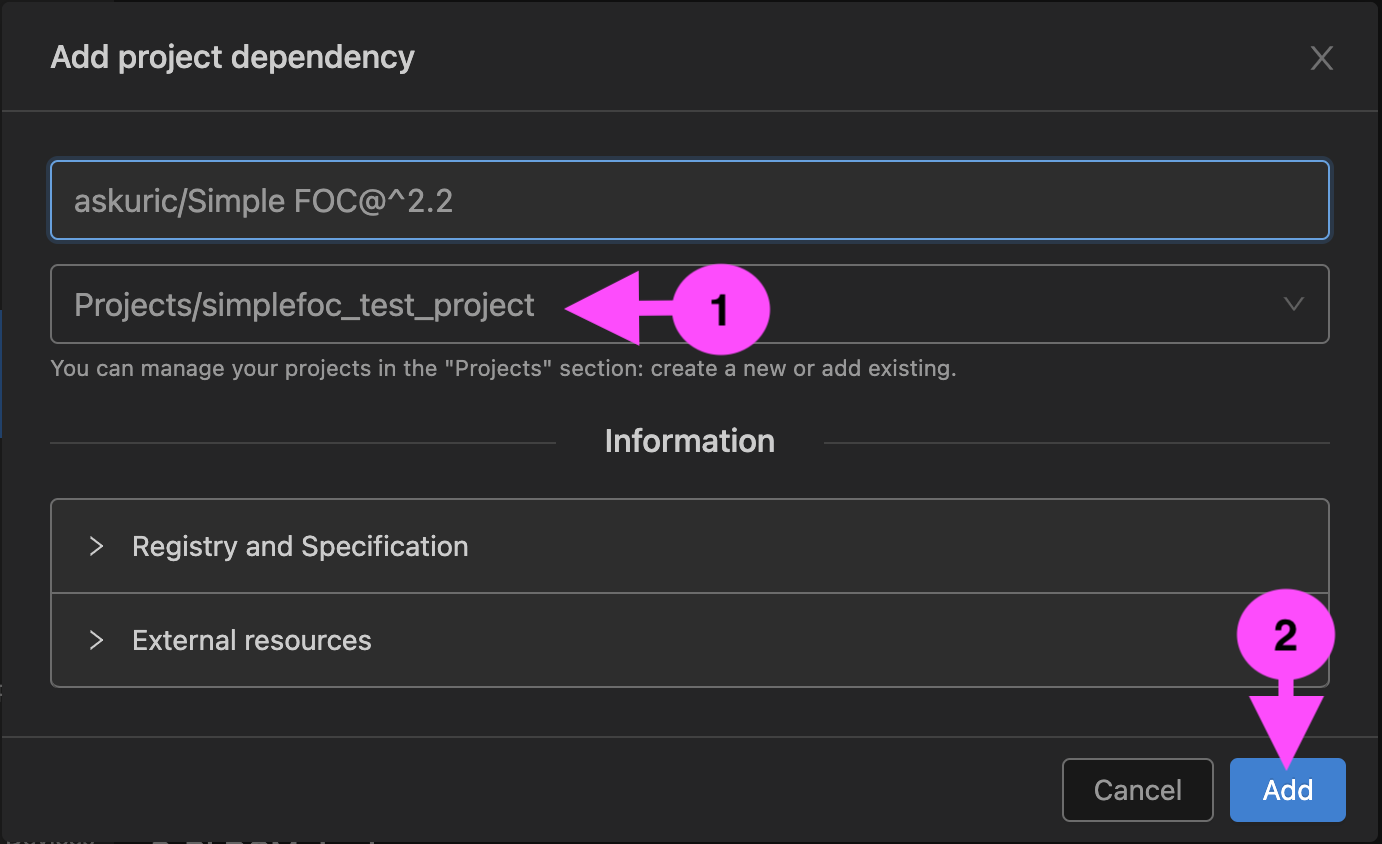 Add project dependency
askuric/Simple FOC@^2.2
Projects/simplefoc_test_project
1
You can manage your projects in the "Projects" section: create a new or add existing.
Information
Registry and Specification
External resources
2
Cancel
Add